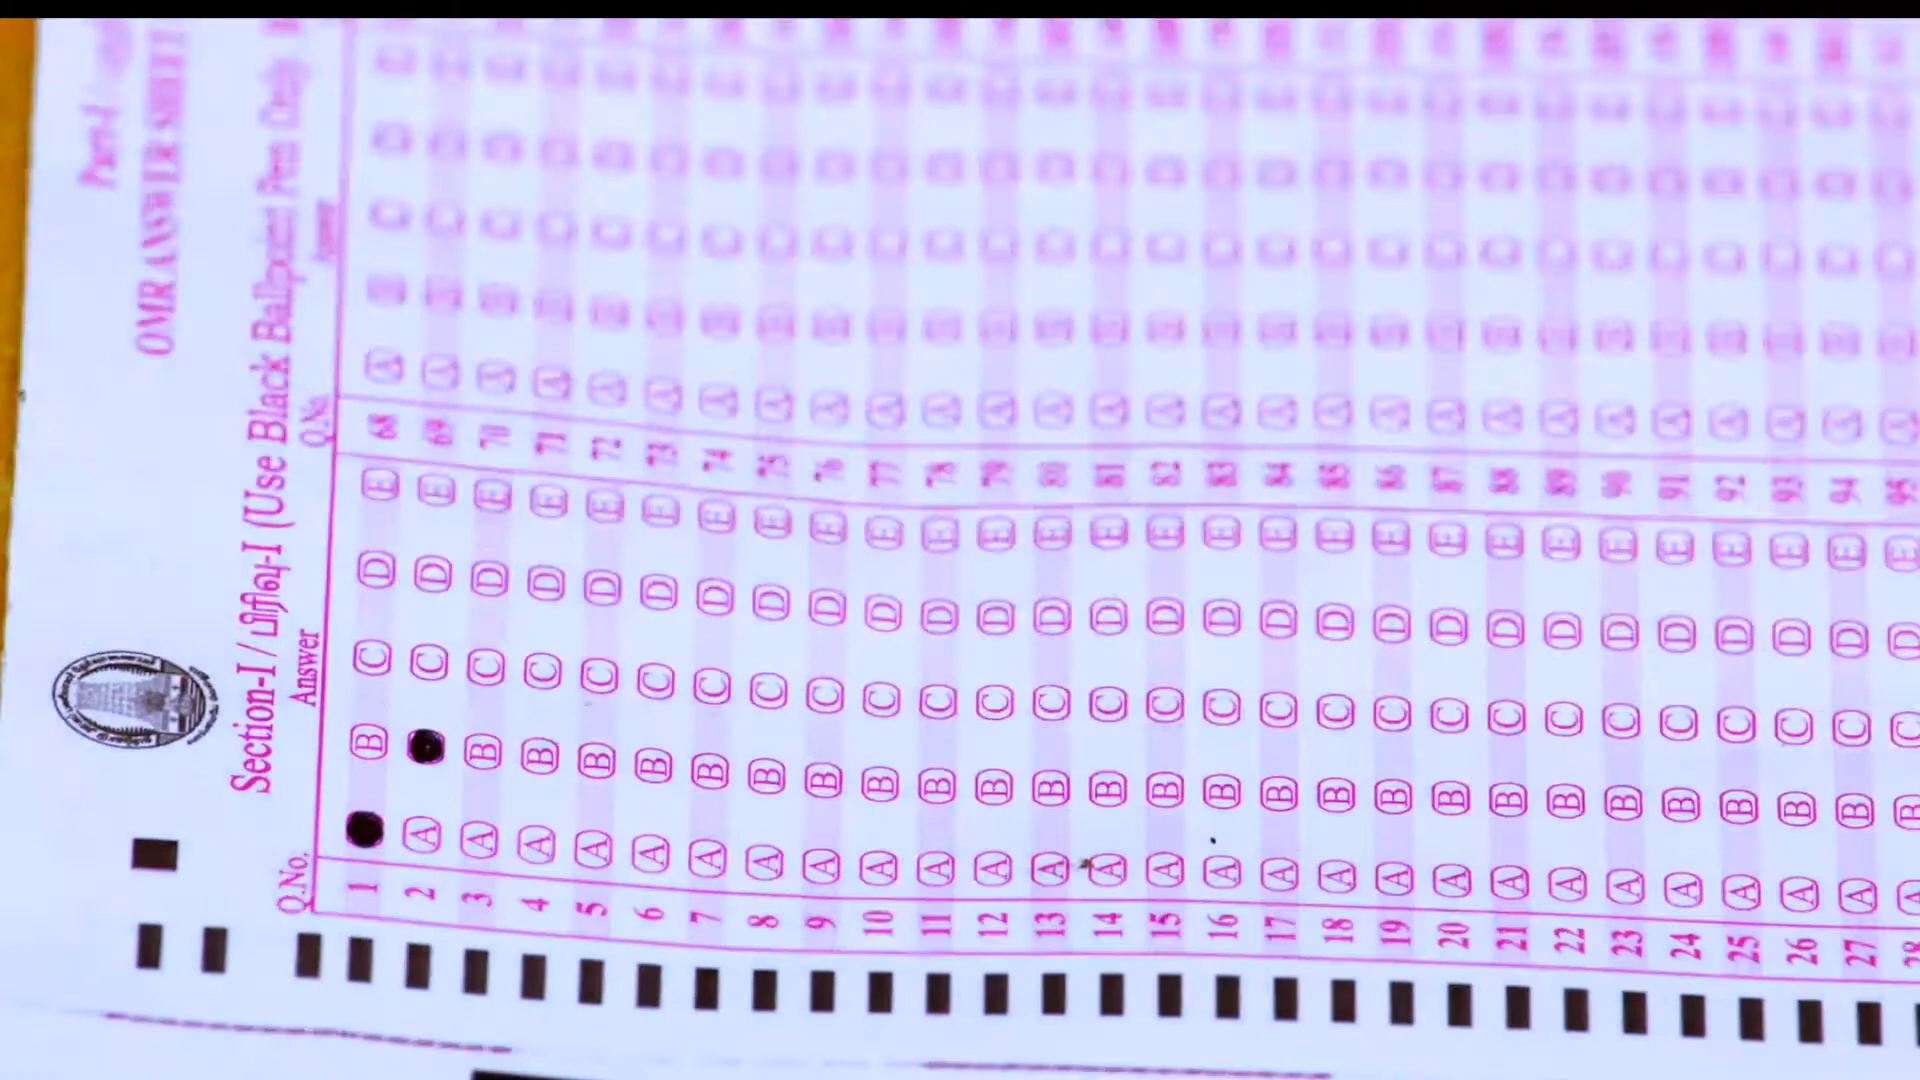 Part-I
OMR ANSWER SHEET
Section-I / பிரிவு-I (Use Black Ballpoint Pen Only
Q.No. Answer Q.No. Answer
1 B C D E 68 A B C D E
2 A C D E 69 A B C D E
3 A B C D E 70 A B C D E
4 A B C D E 71 A B C D E
5 A B C D E 72 A B C D E
6 A B C D E 73 A B C D E
7 A B C D E 74 A B C D E
8 A B C D E 75 A B C D E
9 A B C D E 76 A B C D E
10 A B C D E 77 A B C D E
11 A B C D E 78 A B C D E
12 A B C D E 79 A B C D E
13 A B C D E 80 A B C D E
14 A B C D E 81 A B C D E
15 A B C D E 82 A B C D E
16 A B C D E 83 A B C D E
17 A B C D E 84 A B C D E
18 A B C D E 85 A B C D E
19 A B C D E 86 A B C D E
20 A B C D E 87 A B C D E
21 A B C D E 88 A B C D E
22 A B C D E 89 A B C D E
23 A B C D E 90 A B C D E
24 A B C D E 91 A B C D E
25 A B C D E 92 A B C D E
26 A B C D E 93 A B C D E
27 A B C D E 94 A B C D E
28 A B C D E 95 A B C D E